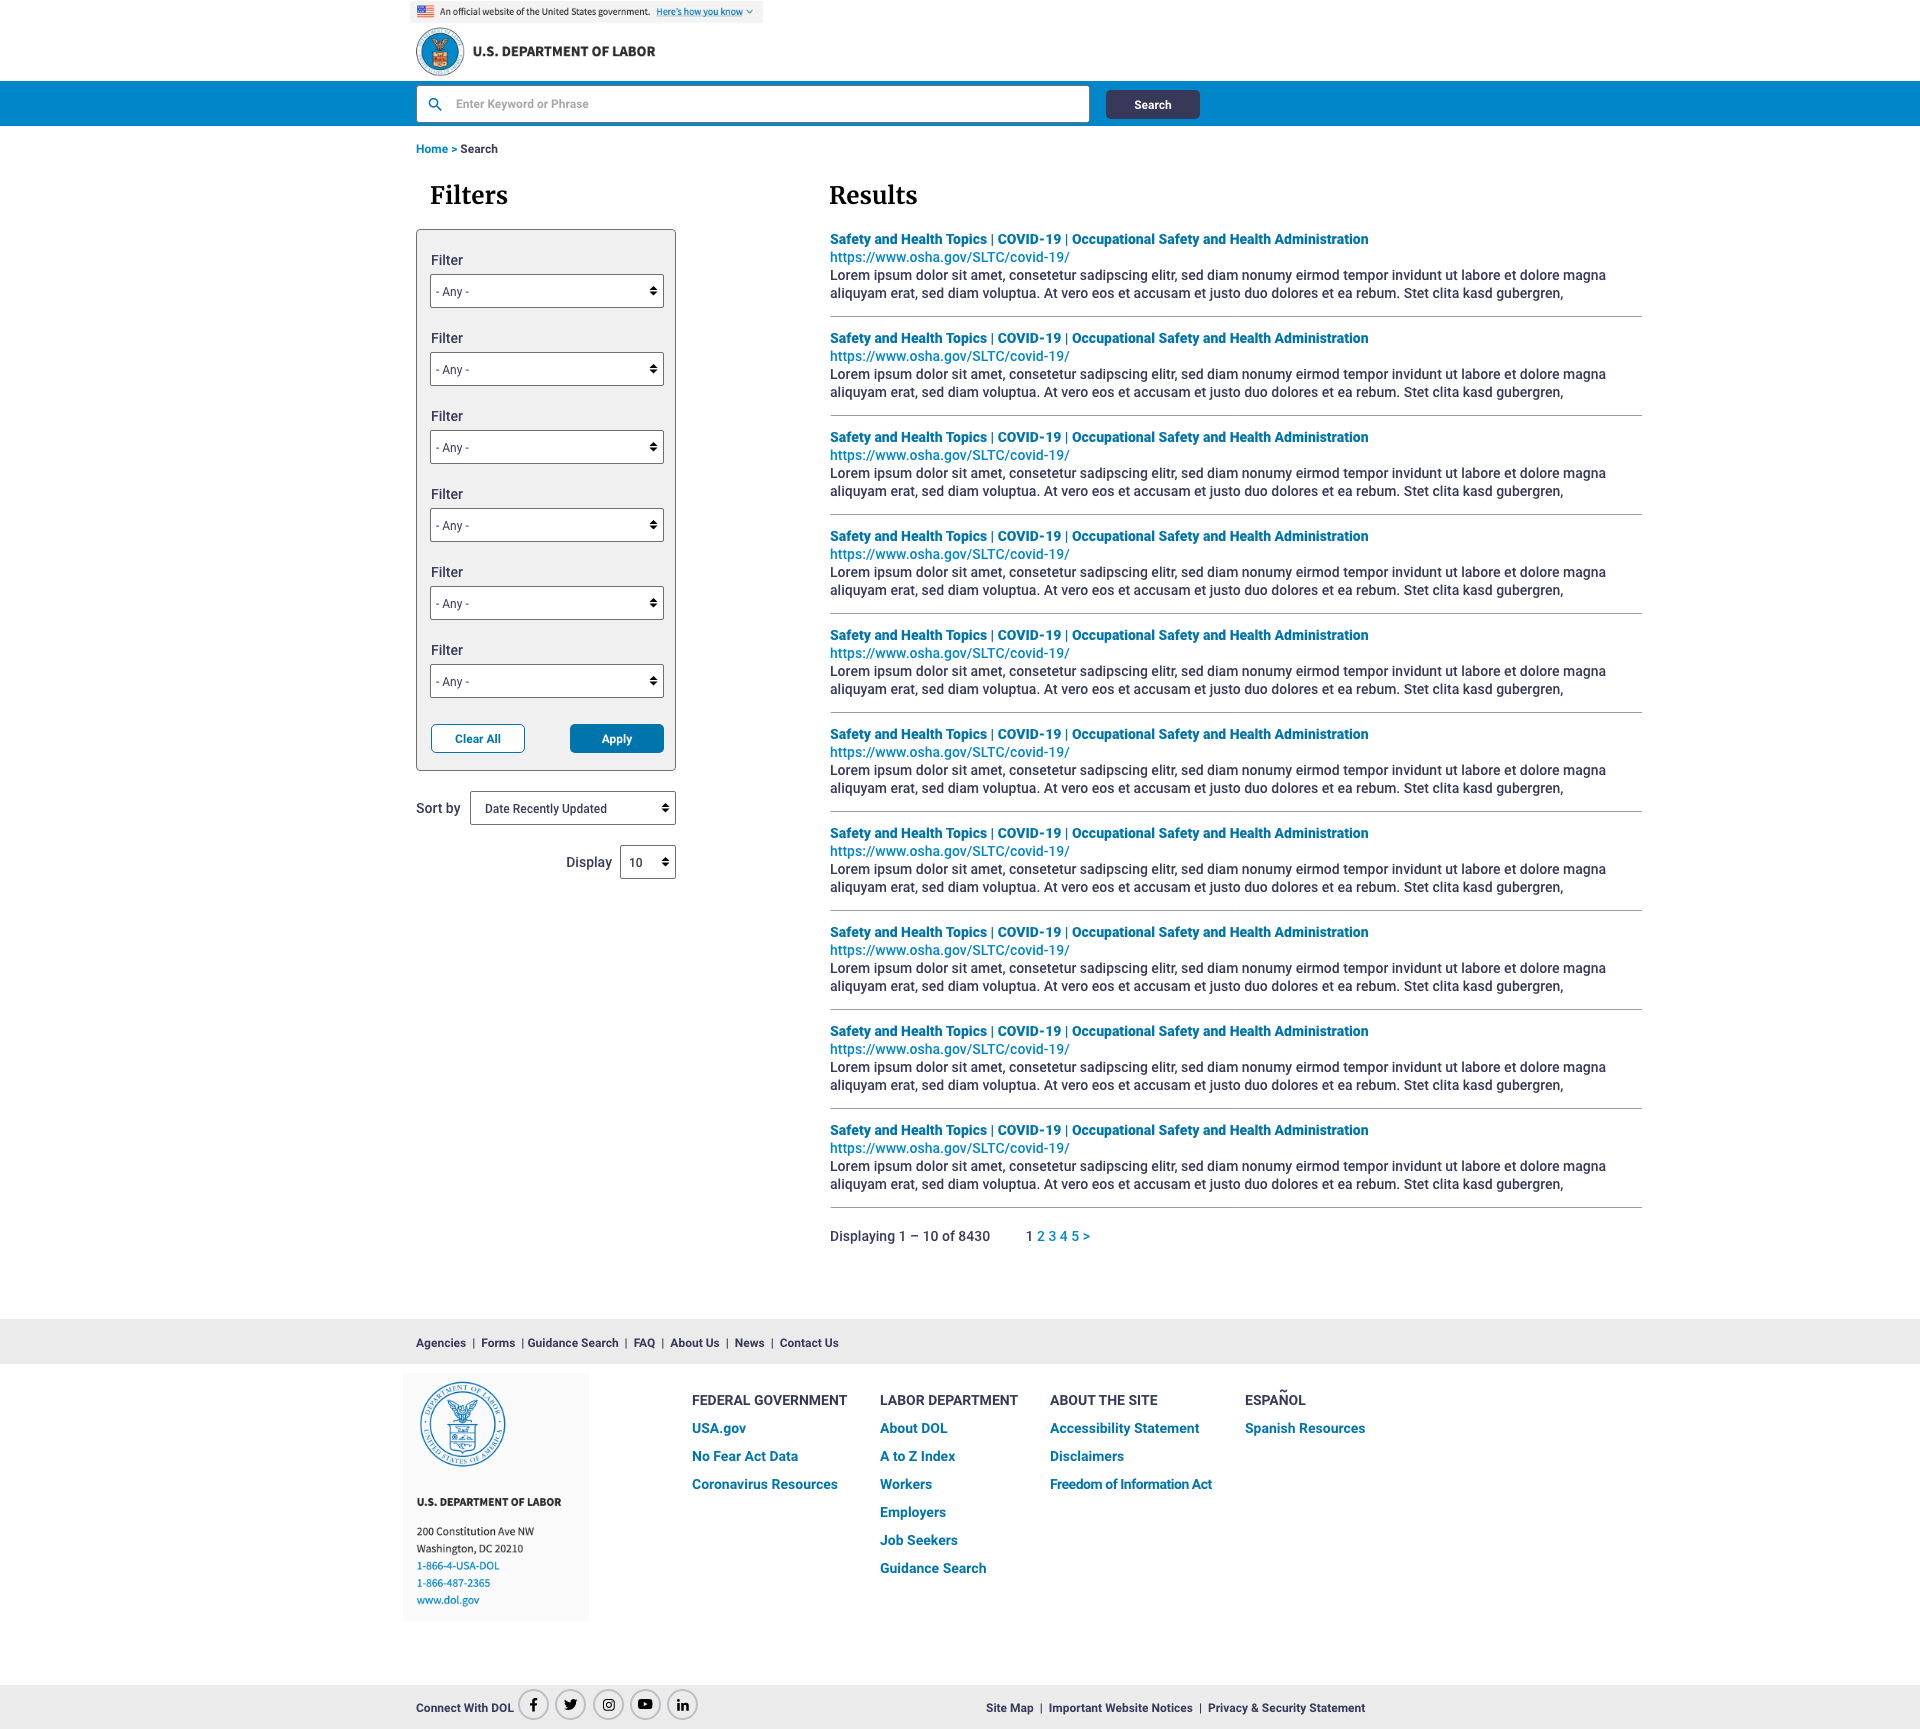 An official website of the United States government. Here's how you know
U.S. DEPARTMENT OF LABOR
Enter Keyword or Phrase
Search
Home > Search
Filters
Filter
- Any -
Filter
- Any -
Filter
- Any -
Filter
- Any -
Filter
- Any -
Filter
- Any -
Clear All
Apply
Sort by
Date Recently Updated
Display
10
Results
Safety and Health Topics | COVID-19 | Occupational Safety and Health Administration
https://www.osha.gov/SLTC/covid-19/
Lorem ipsum dolor sit amet, consetetur sadipscing elitr, sed diam nonumy eirmod tempor invidunt ut labore et dolore magna
aliquyam erat, sed diam voluptua. At vero eos et accusam et justo duo dolores et ea rebum. Stet clita kasd gubergren,
Safety and Health Topics | COVID-19 | Occupational Safety and Health Administration
https://www.osha.gov/SLTC/covid-19/
Lorem ipsum dolor sit amet, consetetur sadipscing elitr, sed diam nonumy eirmod tempor invidunt ut labore et dolore magna
aliquyam erat, sed diam voluptua. At vero eos et accusam et justo duo dolores et ea rebum. Stet clita kasd gubergren,
Safety and Health Topics | COVID-19 | Occupational Safety and Health Administration
https://www.osha.gov/SLTC/covid-19/
Lorem ipsum dolor sit amet, consetetur sadipscing elitr, sed diam nonumy eirmod tempor invidunt ut labore et dolore magna
aliquyam erat, sed diam voluptua. At vero eos et accusam et justo duo dolores et ea rebum. Stet clita kasd gubergren,
Safety and Health Topics | COVID-19 | Occupational Safety and Health Administration
https://www.osha.gov/SLTC/covid-19/
Lorem ipsum dolor sit amet, consetetur sadipscing elitr, sed diam nonumy eirmod tempor invidunt ut labore et dolore magna
aliquyam erat, sed diam voluptua. At vero eos et accusam et justo duo dolores et ea rebum. Stet clita kasd gubergren,
Safety and Health Topics | COVID-19 | Occupational Safety and Health Administration
https://www.osha.gov/SLTC/covid-19/
Lorem ipsum dolor sit amet, consetetur sadipscing elitr, sed diam nonumy eirmod tempor invidunt ut labore et dolore magna
aliquyam erat, sed diam voluptua. At vero eos et accusam et justo duo dolores et ea rebum. Stet clita kasd gubergren,
Safety and Health Topics | COVID-19 | Occupational Safety and Health Administration
https://www.osha.gov/SLTC/covid-19/
Lorem ipsum dolor sit amet, consetetur sadipscing elitr, sed diam nonumy eirmod tempor invidunt ut labore et dolore magna
aliquyam erat, sed diam voluptua. At vero eos et accusam et justo duo dolores et ea rebum. Stet clita kasd gubergren,
Safety and Health Topics | COVID-19 | Occupational Safety and Health Administration
https://www.osha.gov/SLTC/covid-19/
Lorem ipsum dolor sit amet, consetetur sadipscing elitr, sed diam nonumy eirmod tempor invidunt ut labore et dolore magna
aliquyam erat, sed diam voluptua. At vero eos et accusam et justo duo dolores et ea rebum. Stet clita kasd gubergren,
Safety and Health Topics | COVID-19 | Occupational Safety and Health Administration
https://www.osha.gov/SLTC/covid-19/
Lorem ipsum dolor sit amet, consetetur sadipscing elitr, sed diam nonumy eirmod tempor invidunt ut labore et dolore magna
aliquyam erat, sed diam voluptua. At vero eos et accusam et justo duo dolores et ea rebum. Stet clita kasd gubergren,
Safety and Health Topics | COVID-19 | Occupational Safety and Health Administration
https://www.osha.gov/SLTC/covid-19/
Lorem ipsum dolor sit amet, consetetur sadipscing elitr, sed diam nonumy eirmod tempor invidunt ut labore et dolore magna
aliquyam erat, sed diam voluptua. At vero eos et accusam et justo duo dolores et ea rebum. Stet clita kasd gubergren,
Safety and Health Topics | COVID-19 | Occupational Safety and Health Administration
https://www.osha.gov/SLTC/covid-19/
Lorem ipsum dolor sit amet, consetetur sadipscing elitr, sed diam nonumy eirmod tempor invidunt ut labore et dolore magna
aliquyam erat, sed diam voluptua. At vero eos et accusam et justo duo dolores et ea rebum. Stet clita kasd gubergren,
Displaying 1 – 10 of 8430 1 2 3 4 5 >
Agencies | Forms | Guidance Search | FAQ | About Us | News | Contact Us
DEPARTMENT OF LABOR
UNITED STATES OF AMERICA
U.S. DEPARTMENT OF LABOR
200 Constitution Ave NW
Washington, DC 20210
1-866-4-USA-DOL
1-866-487-2365
www.dol.gov
FEDERAL GOVERNMENT
USA.gov
No Fear Act Data
Coronavirus Resources
LABOR DEPARTMENT
About DOL
A to Z Index
Workers
Employers
Job Seekers
Guidance Search
ABOUT THE SITE
Accessibility Statement
Disclaimers
Freedom of Information Act
ESPAÑOL
Spanish Resources
Connect With DOL
Site Map | Important Website Notices | Privacy & Security Statement